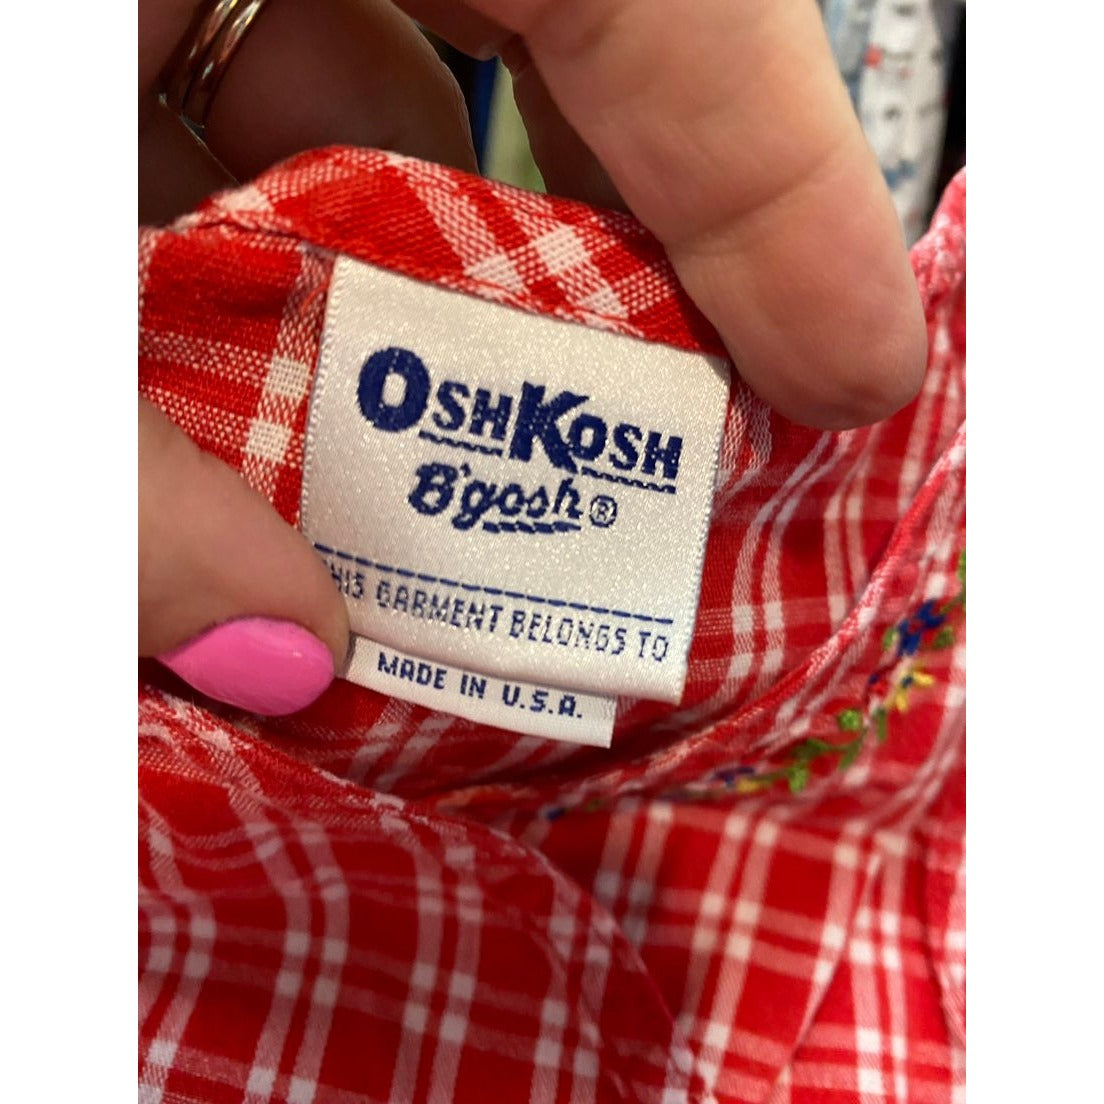 OSHKOSH
B'gosh®
THIS GARMENT BELONGS TO
MADE IN U.S.A.